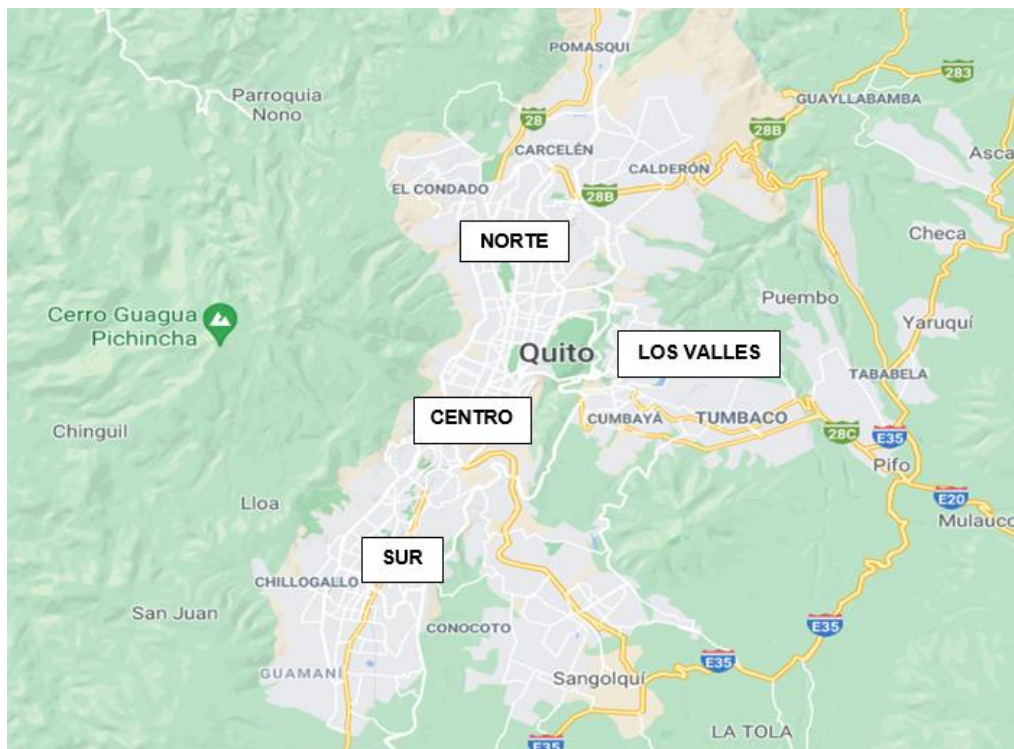 POMASQUI
283
Parroquia
Nono
GUAYLLABAMBA
28
28B
CARCELÉN
Asca
CALDERÓN
EL CONDADO
28B
NORTE
Checa
Puembo
Cerro Guagua
Pichincha
Yaruquí
Quito
LOS VALLES
TABABELA
CENTRO
CUMBAYÁ
TUMBACO
Chinguil
28C
E35
Pifo
E20
Lloa
Mulauco
SUR
CHILLOGALLO
San Juan
CONOCOTO
E35
E35
GUAMANÍ
Sangolquí
LA TOLA
E35